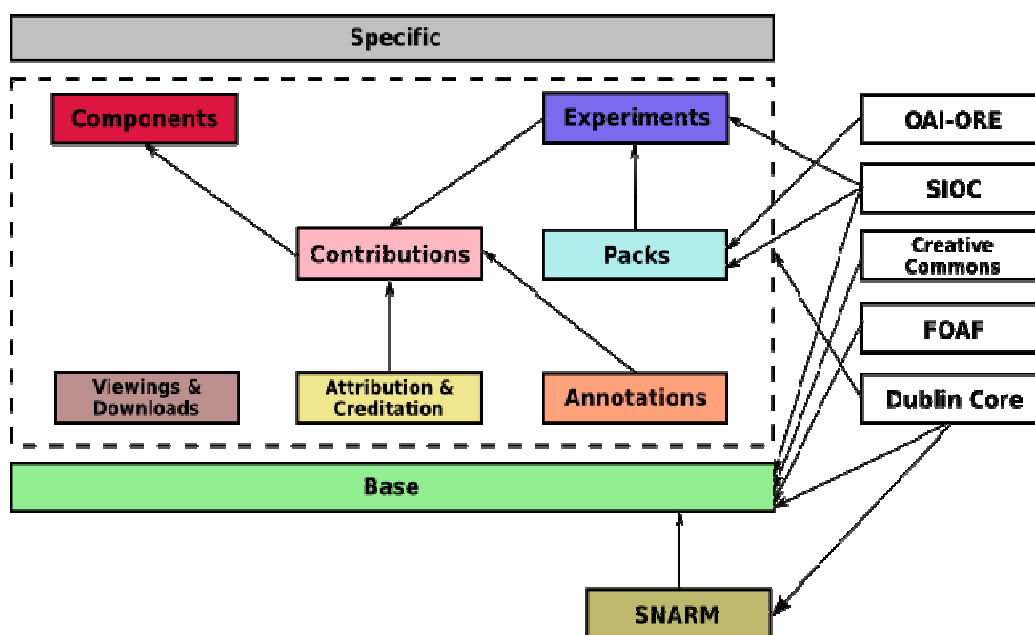 Specific
Components
Experiments
OAI-ORE
SIOC
Contributions
Packs
Creative
Commons
FOAF
Viewings &
Downloads
Attribution &
Creditation
Annotations
Dublin Core
Base
SNARM